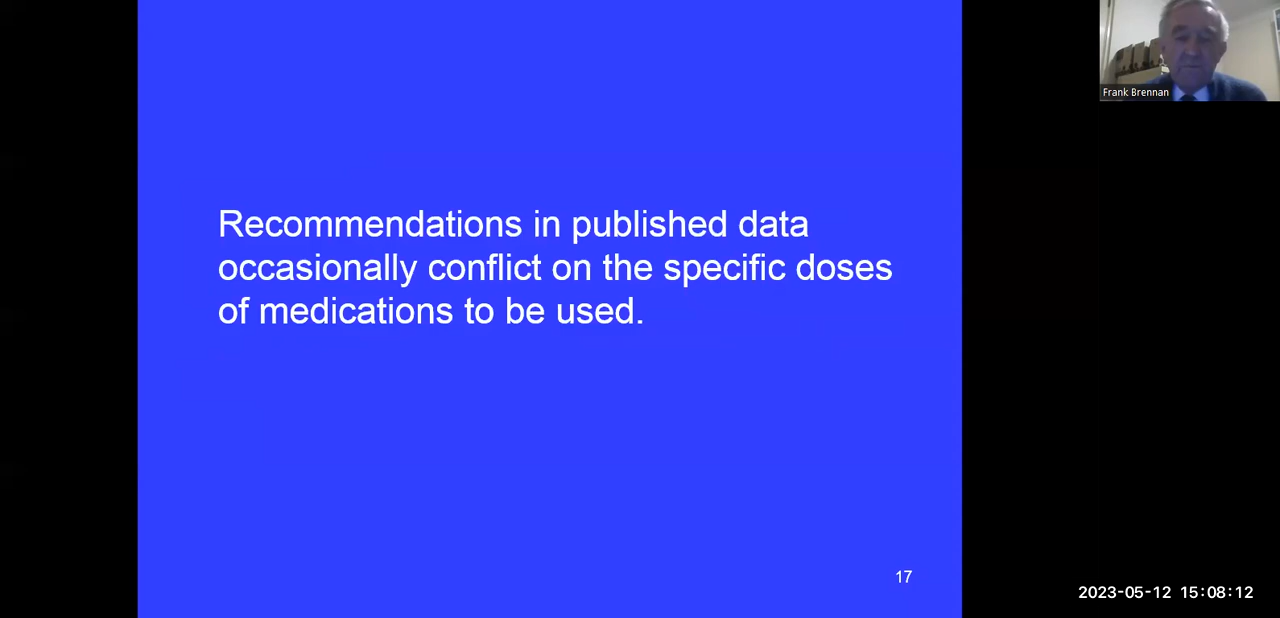 Frank Brennan
Recommendations in published data
occasionally conflict on the specific doses
of medications to be used.
17
2023-05-12 15:08:12